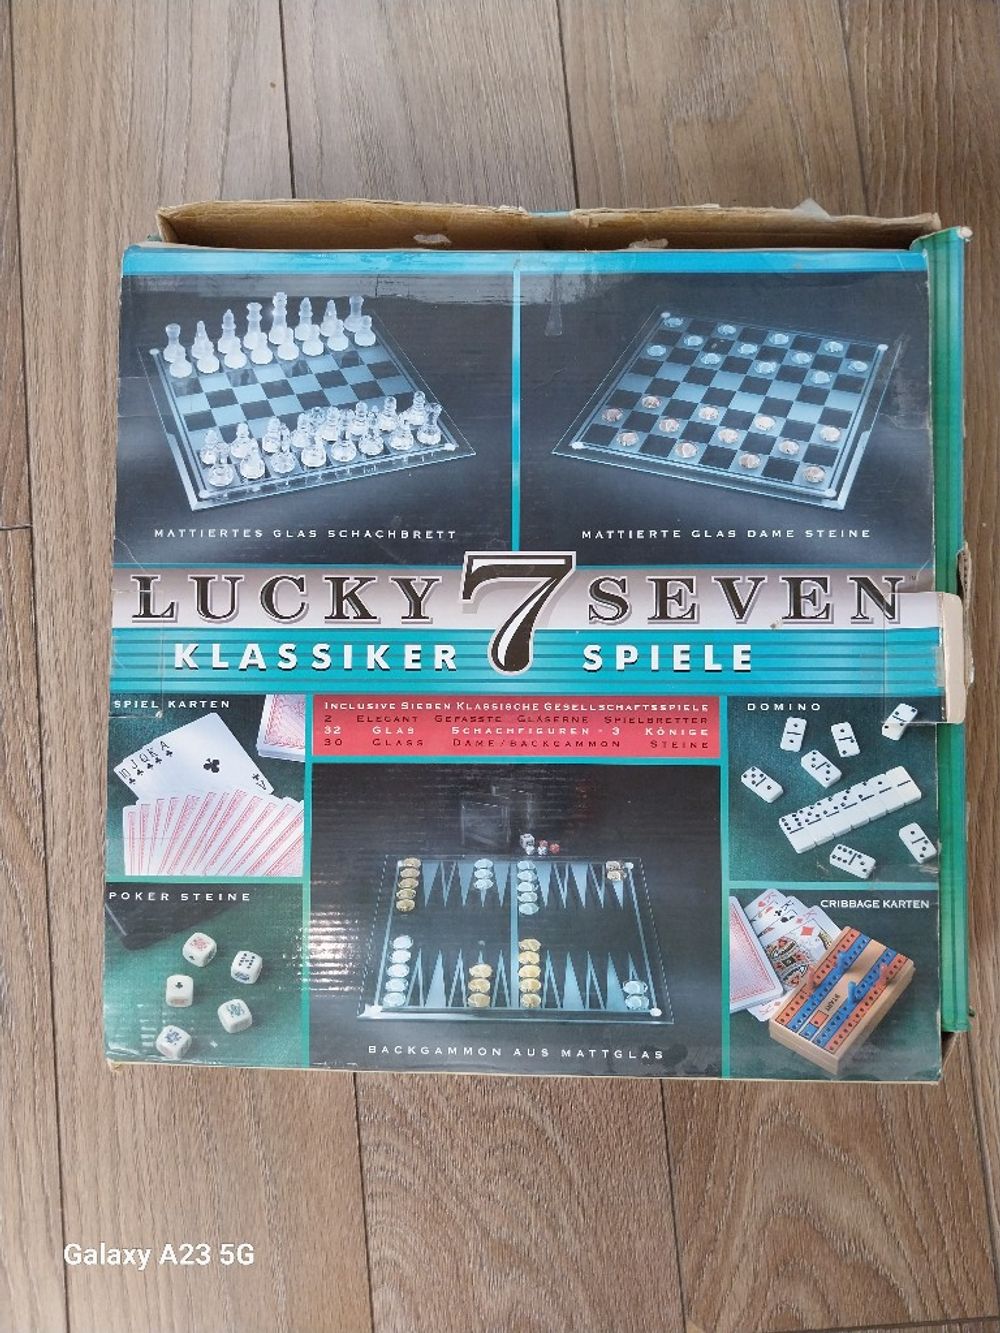 MATTIERTES GLAS SCHACHBRETT
MATTIERTE GLAS DAME STEINE
LUCKY 7 SEVEN
KLASSIKER SPIELE
SPIEL KARTEN
INCLUSIVE SIEBEN KLASSISCHE GESELLSCHAFTSSPIELE
2 ELEGANT GEFASSTE GLÄSERNE SPIELBRETTER
32 GLAS SCHACHFIGUREN - 3 KÖNIGE
30 GLASS DAME/BACKGAMMON STEINE
DOMINO
10 J Q K A
A
POKER STEINE
CRIBBAGE KARTEN
BACKGAMMON AUS MATTGLAS
Galaxy A23 5G